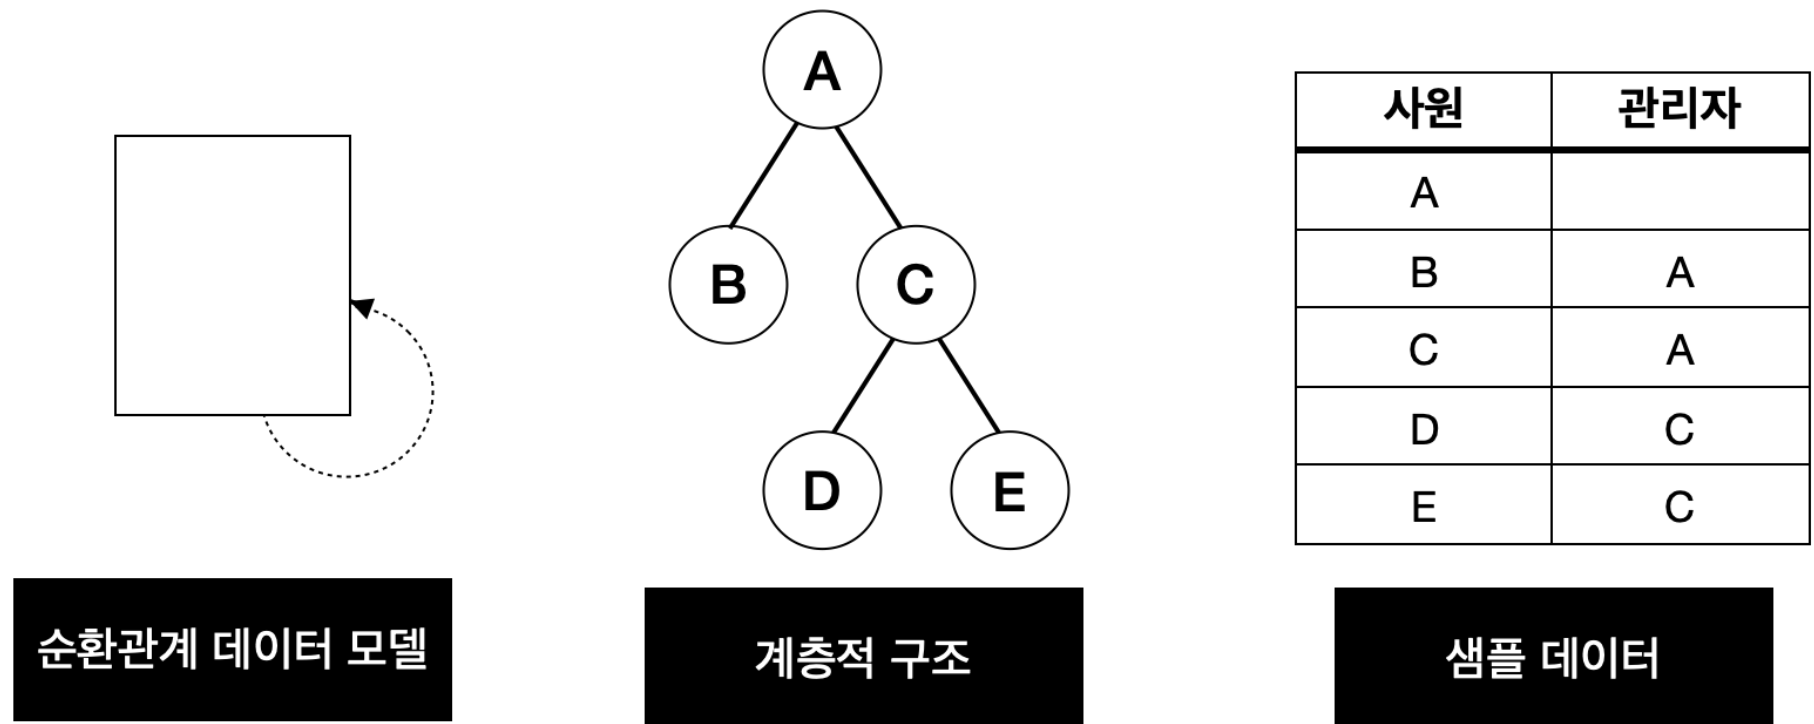 A
B
C
D
E
순환관계 데이터 모델
계층적 구조
사원 관리자
A
B A
C A
D C
E C
샘플 데이터